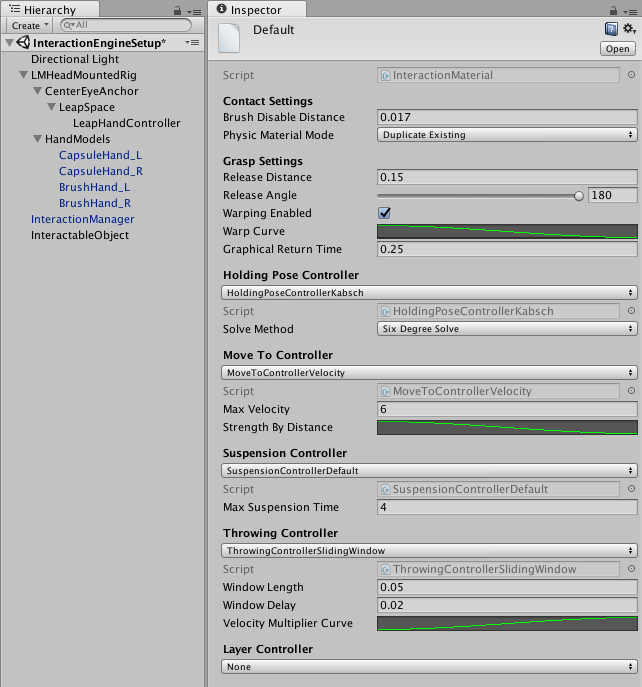 Hierarchy
Create
All
InteractionEngineSetup*
Directional Light
LMHeadMountedRig
CenterEyeAnchor
LeapSpace
LeapHandController
HandModels
CapsuleHand_L
CapsuleHand_R
BrushHand_L
BrushHand_R
InteractionManager
InteractableObject
Inspector
Default
Open
Script InteractionMaterial
Contact Settings
Brush Disable Distance 0.017
Physic Material Mode Duplicate Existing
Grasp Settings
Release Distance 0.15
Release Angle 180
Warping Enabled
Warp Curve
Graphical Return Time 0.25
Holding Pose Controller
HoldingPoseControllerKabsch
Script HoldingPoseControllerKabsch
Solve Method Six Degree Solve
Move To Controller
MoveToControllerVelocity
Script MoveToControllerVelocity
Max Velocity 6
Strength By Distance
Suspension Controller
SuspensionControllerDefault
Script SuspensionControllerDefault
Max Suspension Time 4
Throwing Controller
ThrowingControllerSlidingWindow
Script ThrowingControllerSlidingWindow
Window Length 0.05
Window Delay 0.02
Velocity Multiplier Curve
Layer Controller
None